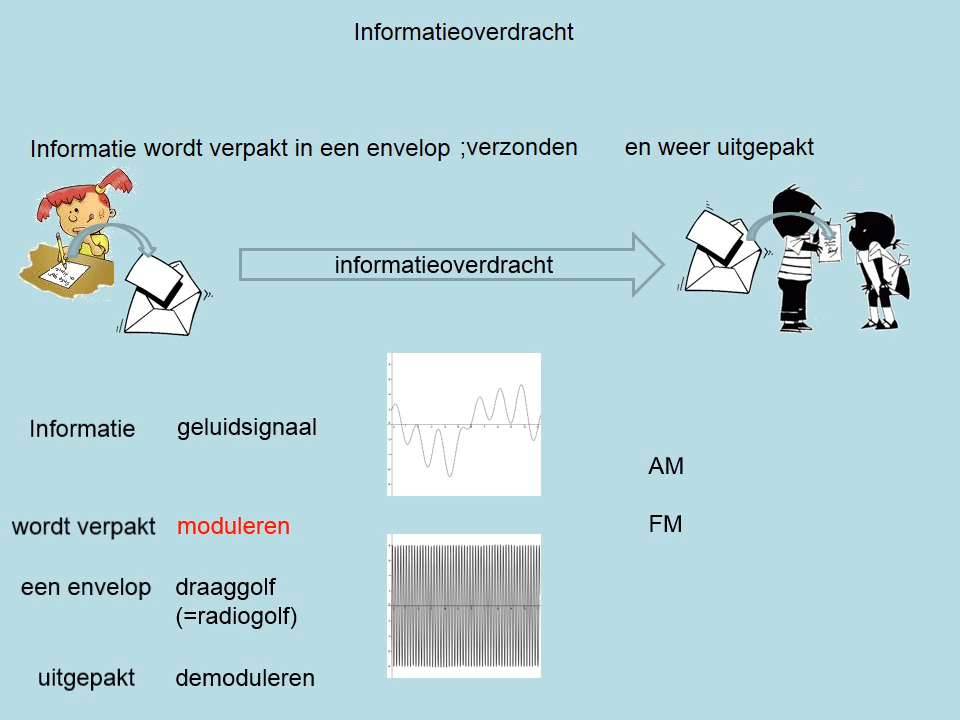 Informatieoverdracht
Informatie wordt verpakt in een envelop ;verzonden en weer uitgepakt
informatieoverdracht
Informatie geluidsignaal
AM
wordt verpakt moduleren
FM
een envelop draaggolf
(=radiogolf)
uitgepakt demoduleren